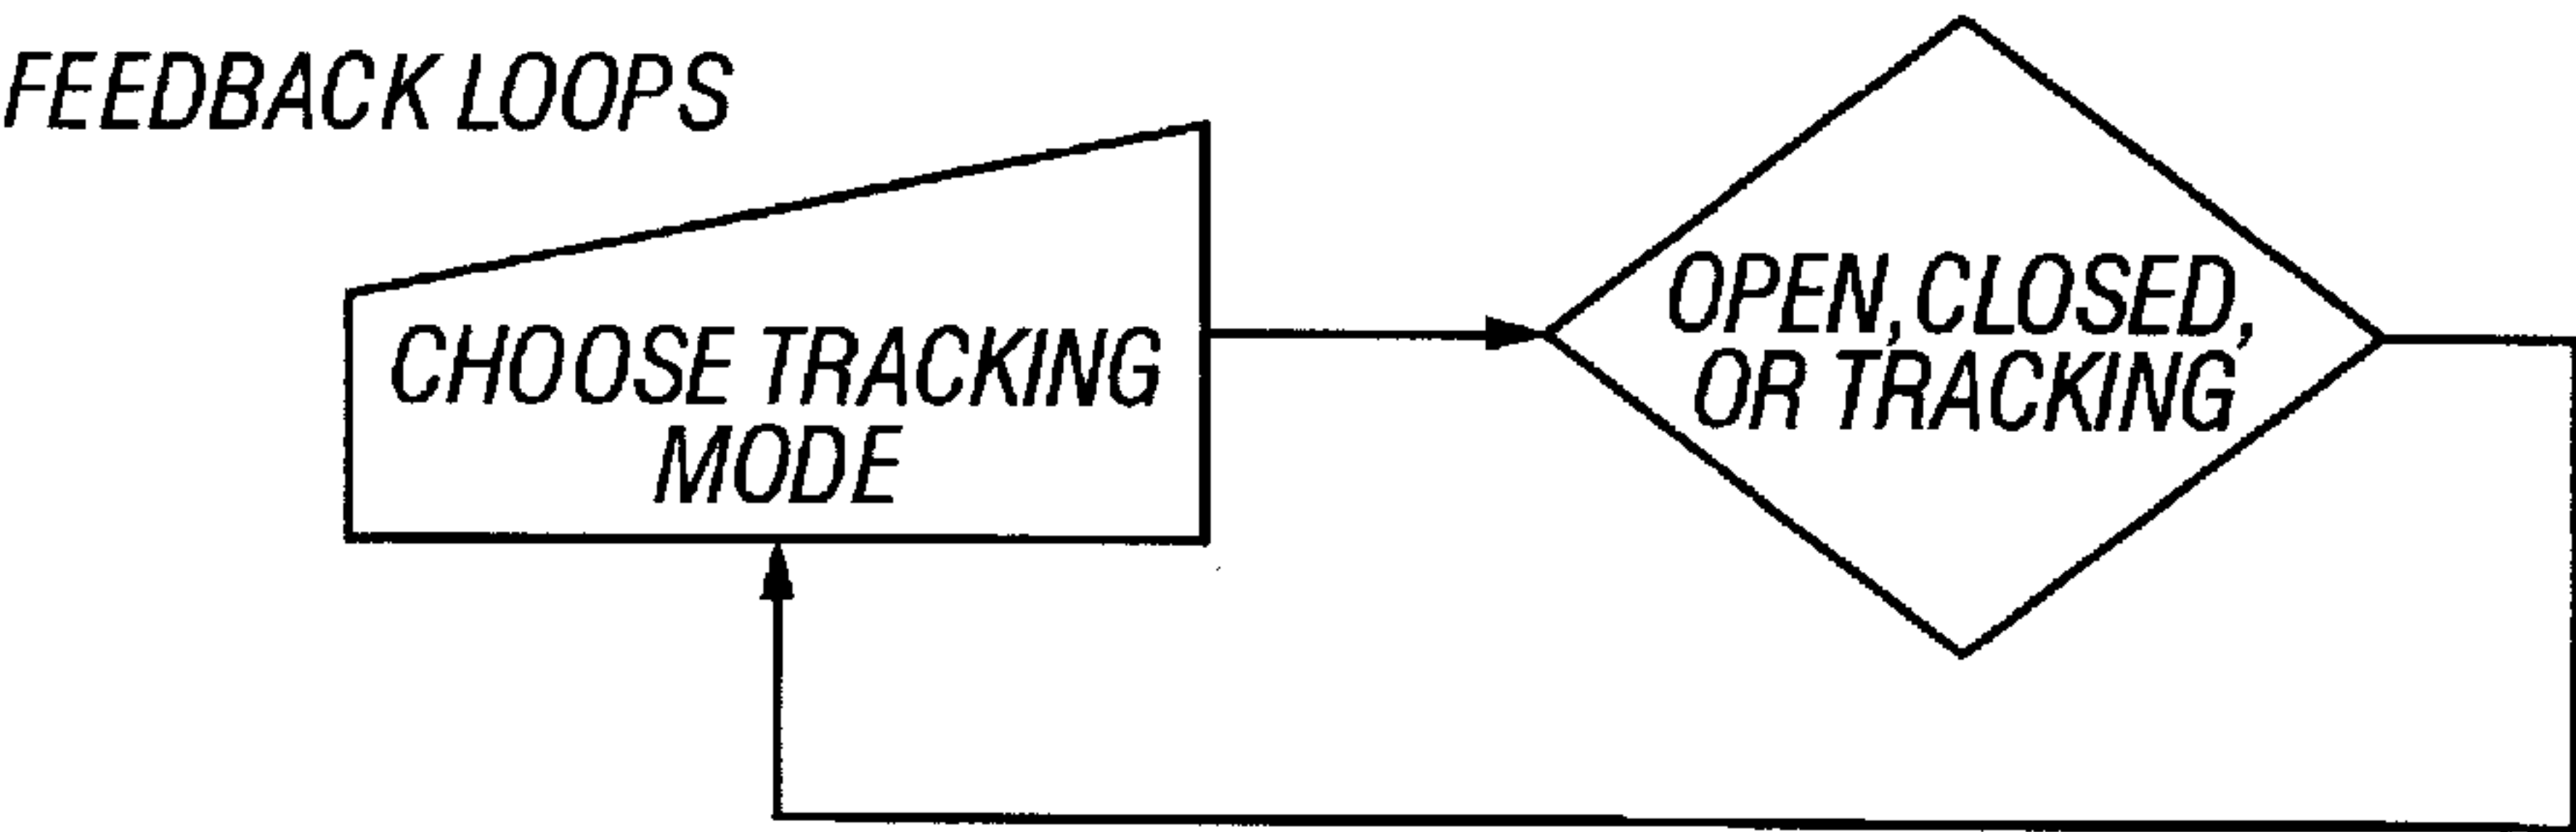 FEEDBACK LOOPS
CHOOSE TRACKING
MODE
OPEN, CLOSED,
OR TRACKING